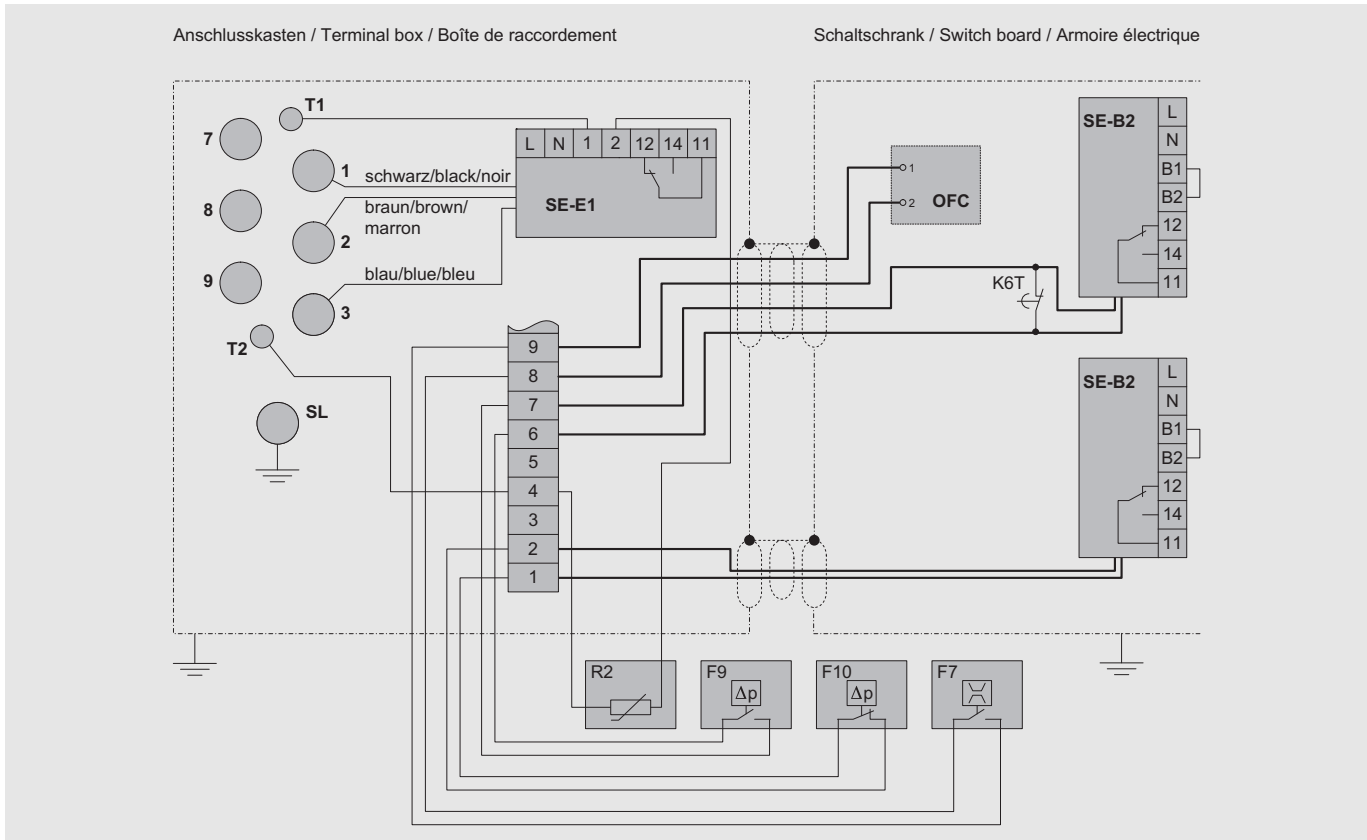 Anschlusskasten / Terminal box / Boîte de raccordement
Schaltschrank / Switch board / Armoire électrique
T1
7
1
schwarz/black/noir
8
braun/brown/
marron
2
9
blau/blue/bleu
3
T2
SL
L N 1 2 12 14 11
SE-E1
1
2
OFC
K6T
SE-B2
L
N
B1
B2
12
14
11
9
8
7
6
5
4
3
2
1
SE-B2
L
N
B1
B2
12
14
11
R2
F9
Δp
F10
Δp
F7